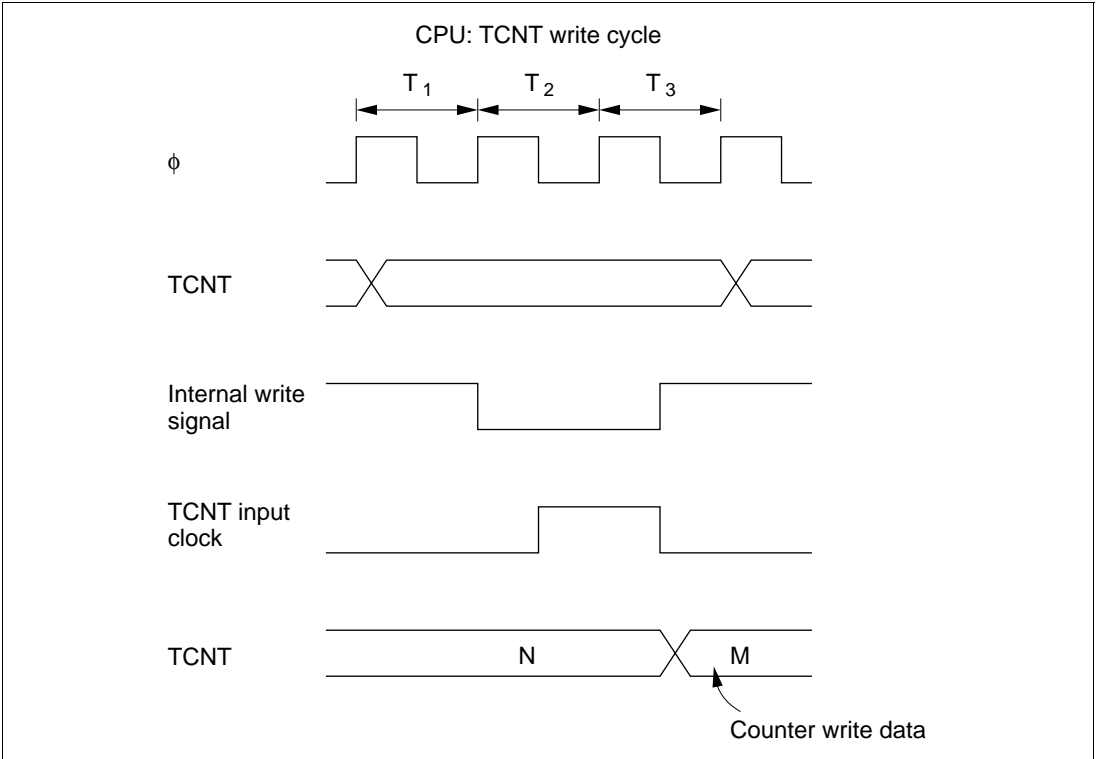 CPU: TCNT write cycle
T1 T2 T3
ϕ
TCNT
Internal write
signal
TCNT input
clock
TCNT
N M
Counter write data